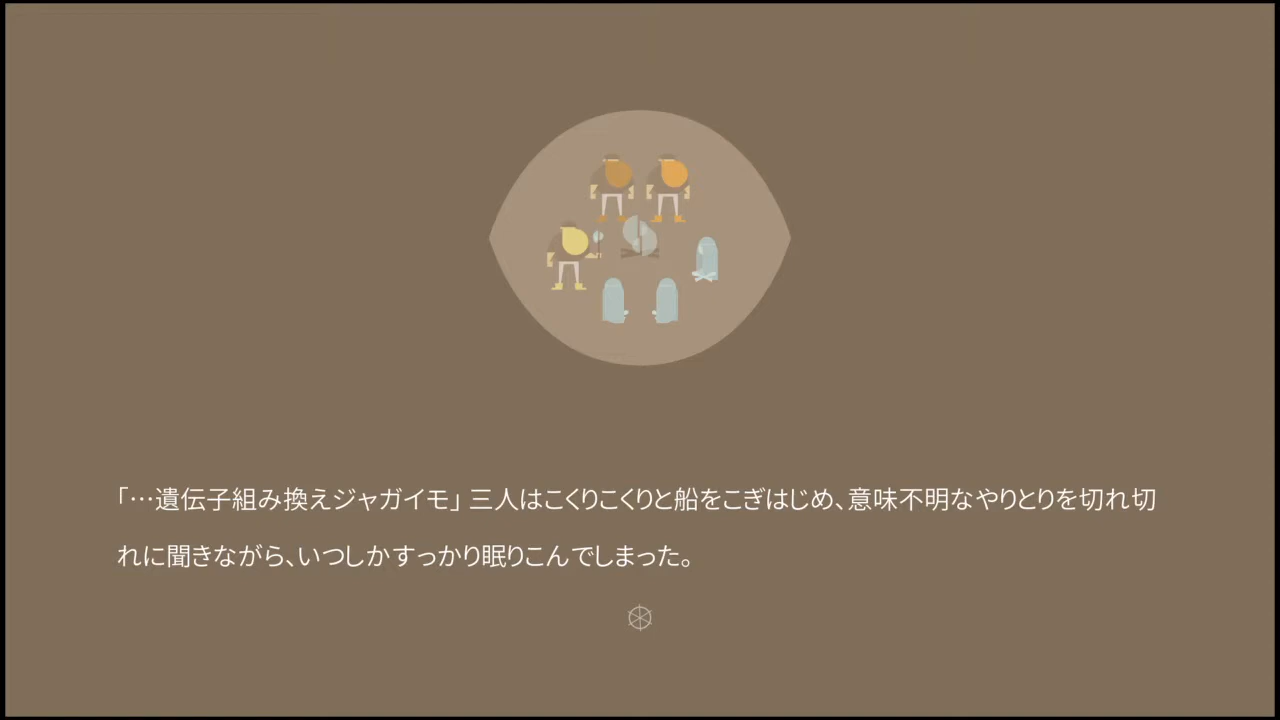 「…遺伝子組み換えジャガイモ」 三人はこくりこくりと船をこぎはじめ、意味不明なやりとりを切れ切
れに聞きながら、いつしかすっかり眠りこんでしまった。